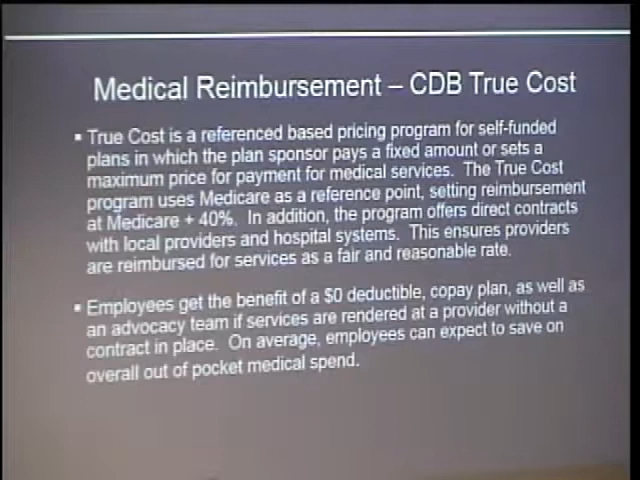 Medical Reimbursement – CDB True Cost
▪ True Cost is a referenced based pricing program for self-funded
plans in which the plan sponsor pays a fixed amount or sets a
maximum price for payment for medical services. The True Cost
program uses Medicare as a reference point, setting reimbursement
at Medicare + 40%. In addition, the program offers direct contracts
with local providers and hospital systems. This ensures providers
are reimbursed for services as a fair and reasonable rate.
▪ Employees get the benefit of a $0 deductible, copay plan, as well as
an advocacy team if services are rendered at a provider without a
contract in place. On average, employees can expect to save on
overall out of pocket medical spend.